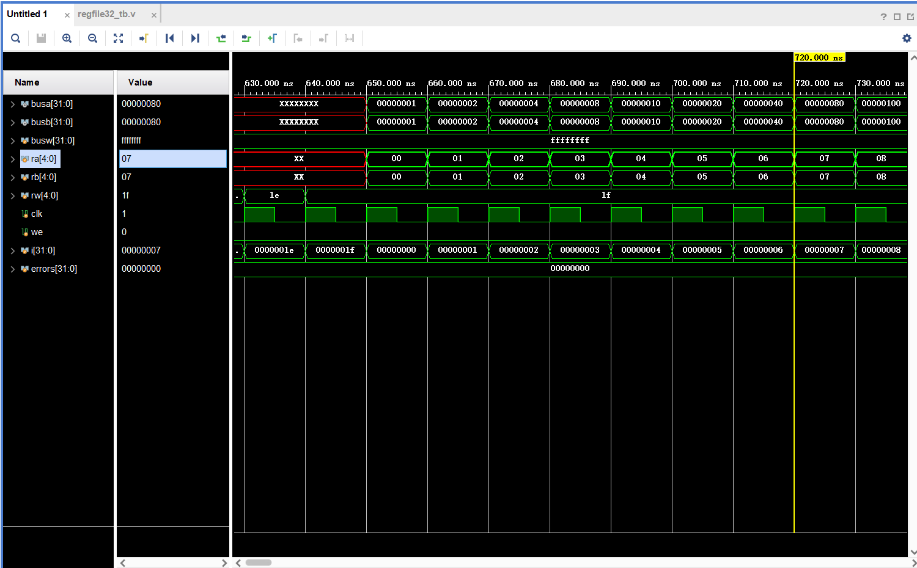 Untitled 1 × regfile32_tb.v × ?
720.000 ns
Name Value
630.000 ns 640.000 ns 650.000 ns 660.000 ns 670.000 ns 680.000 ns 690.000 ns 700.000 ns 710.000 ns 720.000 ns 730.000 ns
busa[31:0] 00000080 xxxxxxxx 00000001 00000002 00000004 00000008 00000010 00000020 00000040 00000080 00000100
busb[31:0] 00000080 XXXXXXXX 00000001 00000002 00000004 00000008 00000010 00000020 00000040 00000080 00000100
busw[31:0] ffffffff ffffffff
ra[4:0] 07 xx 00 01 02 03 04 05 06 07 08
rb[4:0] 07 XX 00 01 02 03 04 05 06 07 08
rw[4:0] 1f 1e 1f
clk 1
we 0
i[31:0] 00000007 0000001e 0000001f 00000000 00000001 00000002 00000003 00000004 00000005 00000006 00000007 00000008
errors[31:0] 00000000 00000000